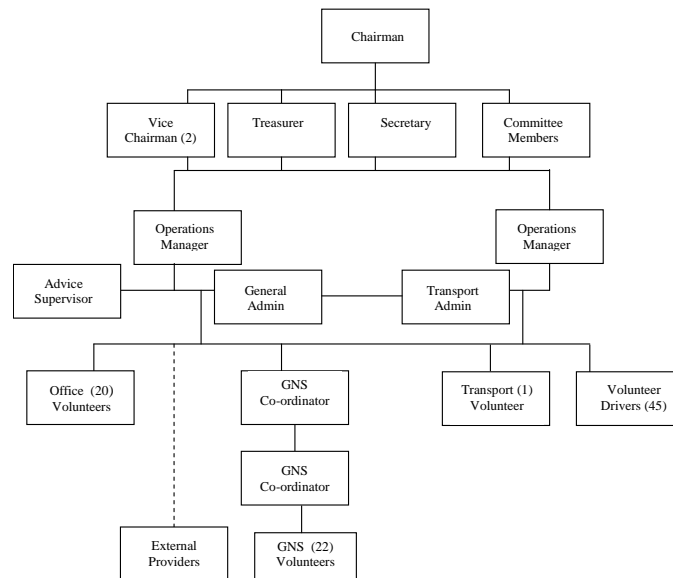 Chairman
Vice
Chairman (2)
Treasurer
Secretary
Committee
Members
Operations
Manager
Operations
Manager
Advice
Supervisor
General
Admin
Transport
Admin
Office (20)
Volunteers
GNS
Co-ordinator
Transport (1)
Volunteer
Volunteer
Drivers (45)
GNS
Co-ordinator
External
Providers
GNS (22)
Volunteers